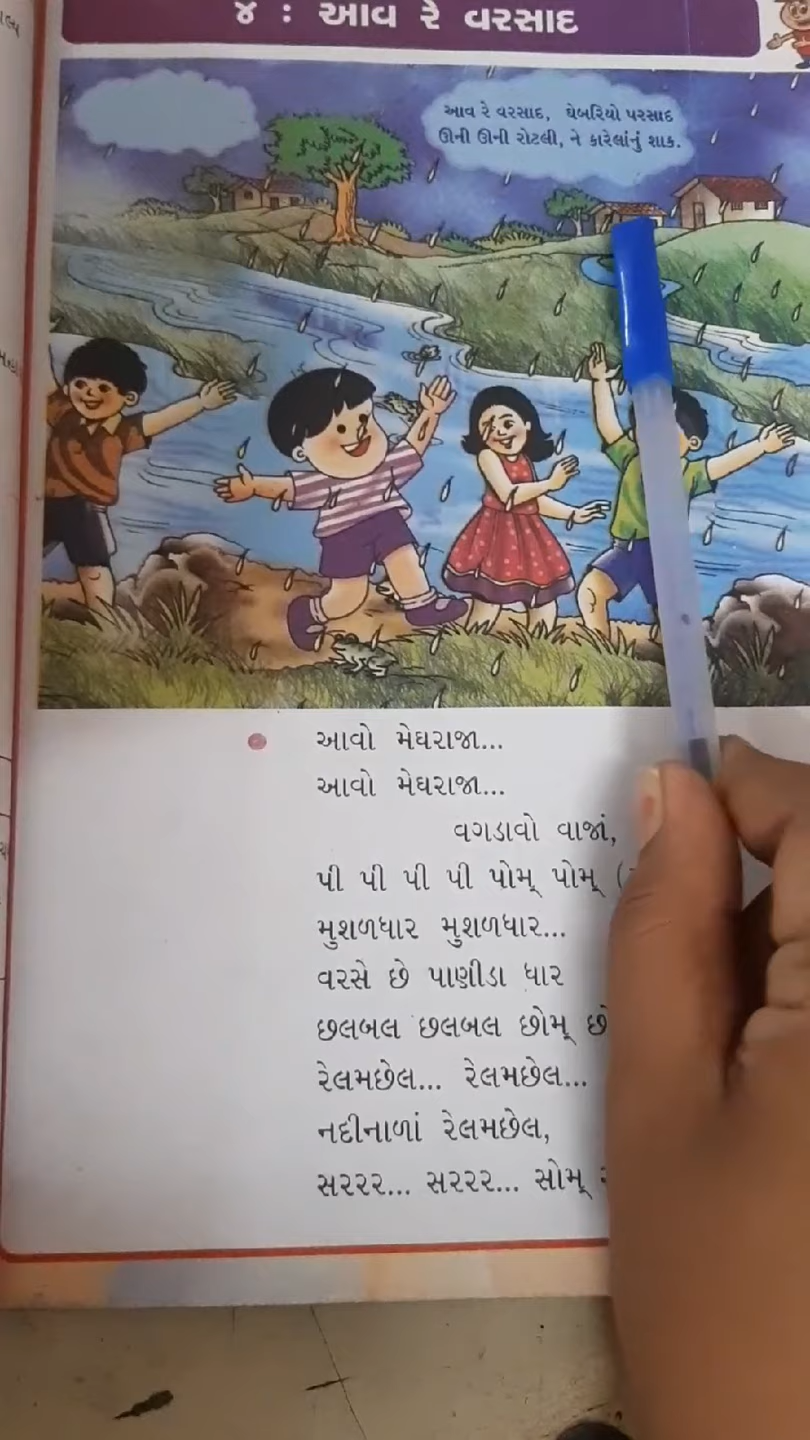 ૪ : આવ રે વરસાદ
આવ રે વરસાદ, ઘેબરિયો પરસાદ
ઊની ઊની રોટલી, ને કારેલાંનું શાક.
આવો મેઘરાજા...
આવો મેઘરાજા...
વગડાવો વાજાં,
પી પી પી પી પોમ્ પોમ્
મુશળધાર મુશળધાર...
વરસે છે પાણીડા ધાર
છલબલ છલબલ છોમ્
રેલમછેલ... રેલમછેલ...
નદીનાળાં રેલમછેલ,
સરરર... સરરર... સોમ્